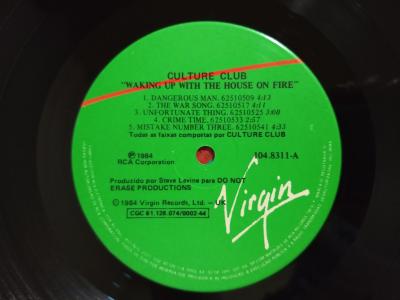 CULTURE CLUB
"WAKING UP WITH THE HOUSE ON FIRE"
1. DANGEROUS MAN. 62510509 4:13
2. THE WAR SONG. 62510517 4:11
3. UNFORTUNATE THING. 62510525 3:00
4. CRIME TIME. 62510533 2:57
5. MISTAKE NUMBER THREE. 62510541 4:33
Todas as faixas compostas por CULTURE CLUB
℗ 1984
RCA Corporation
104.8311-A
Produzido por Steve Levine para DO NOT
ERASE PRODUCTIONS
© 1984 Virgin Records, Ltd. - UK
CGC 61.126.074/0002-44
Virgin